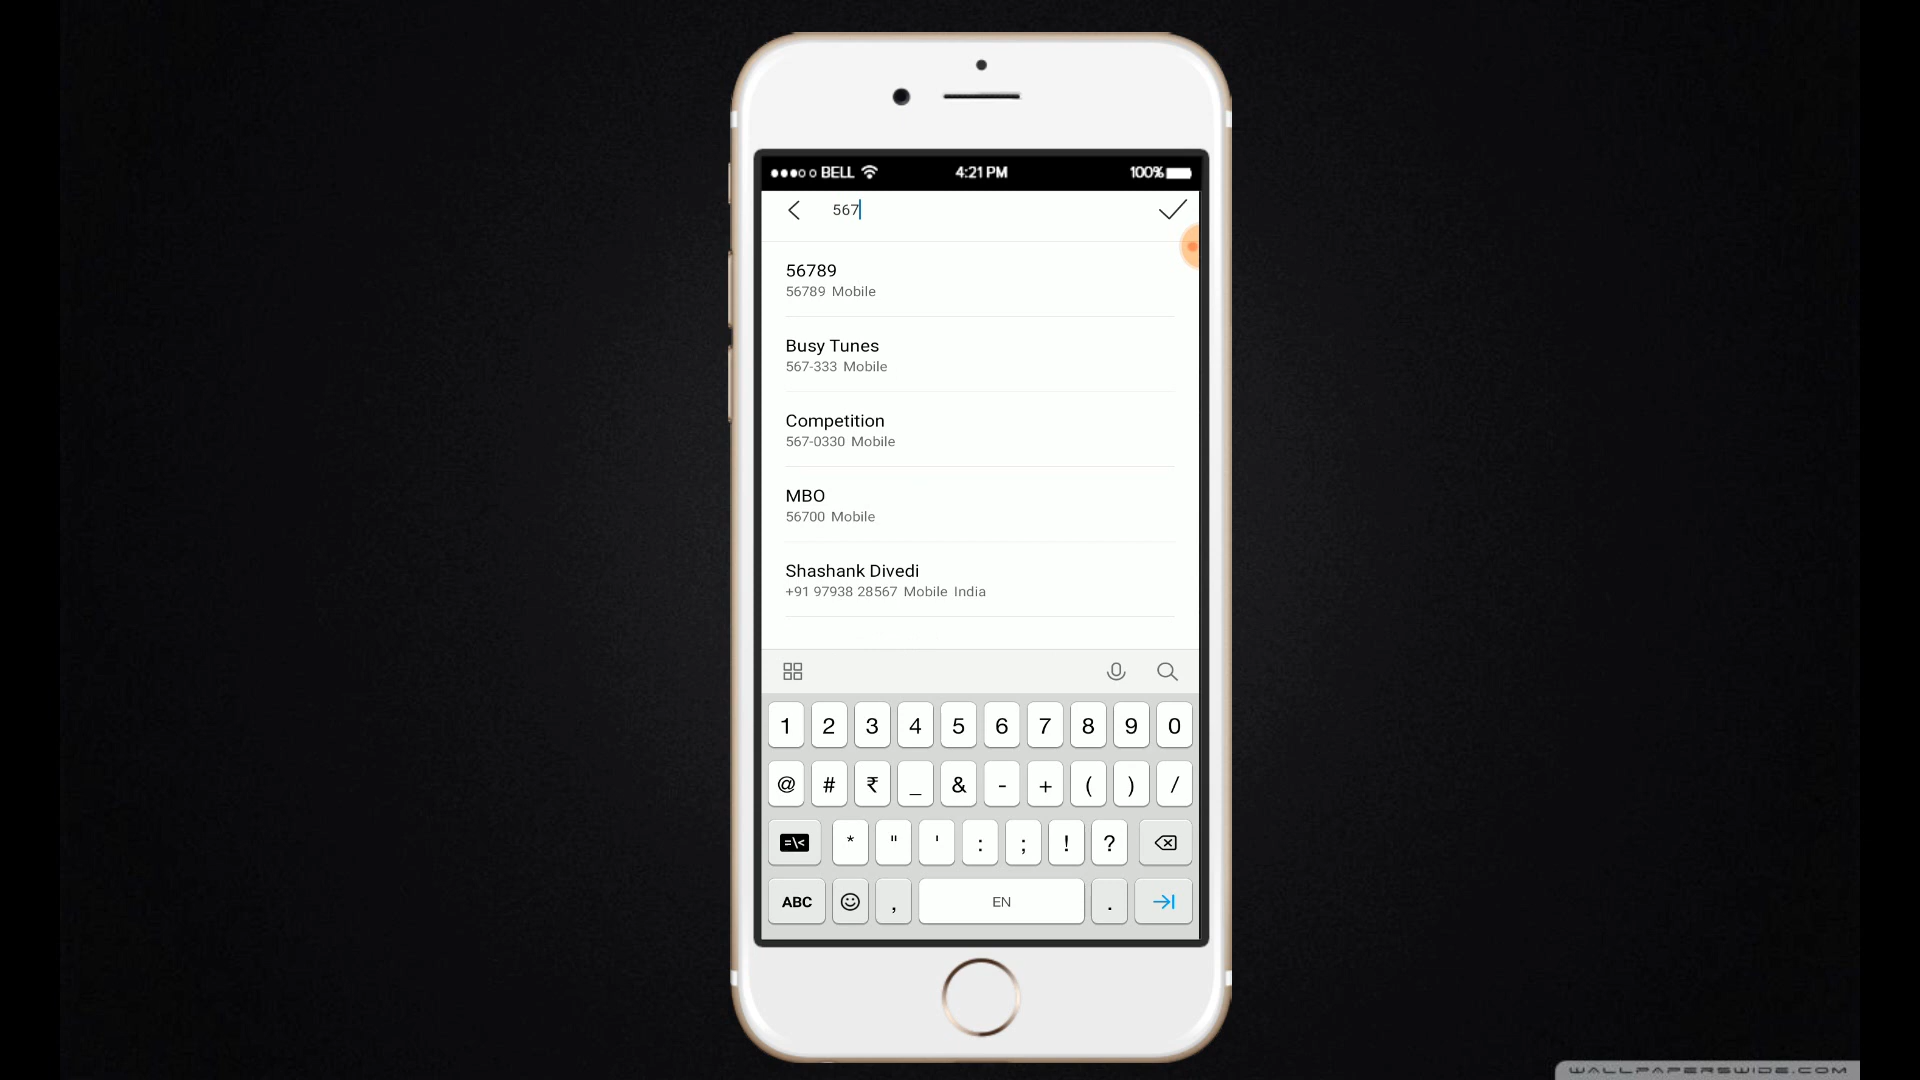 BELL 4:21 PM 100%
567
56789
56789 Mobile
Busy Tunes
567-333 Mobile
Competition
567-0330 Mobile
MBO
56700 Mobile
Shashank Divedi
+91 97938 28567 Mobile India
1 2 3 4 5 6 7 8 9 0
@ # ₹ _ & - + ( ) /
=\< * " ' : ; ! ?
ABC , EN .
WALLPAPERSWIDE.COM